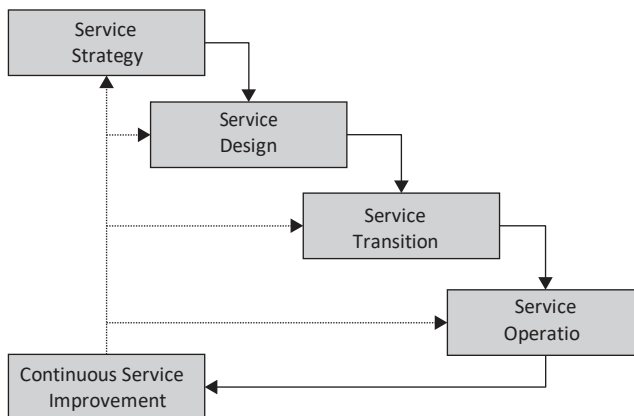 Service
Strategy
Service
Design
Service
Transition
Service
Operatio
Continuous Service
Improvement